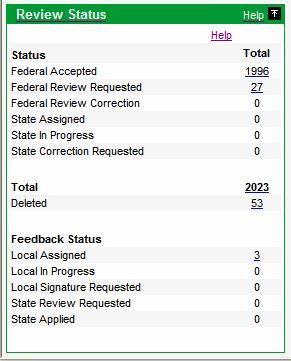 Review Status Help
Help
Status Total
Federal Accepted 1996
Federal Review Requested 27
Federal Review Correction 0
State Assigned 0
State In Progress 0
State Correction Requested 0
Total 2023
Deleted 53
Feedback Status
Local Assigned 3
Local In Progress 0
Local Signature Requested 0
State Review Requested 0
State Applied 0